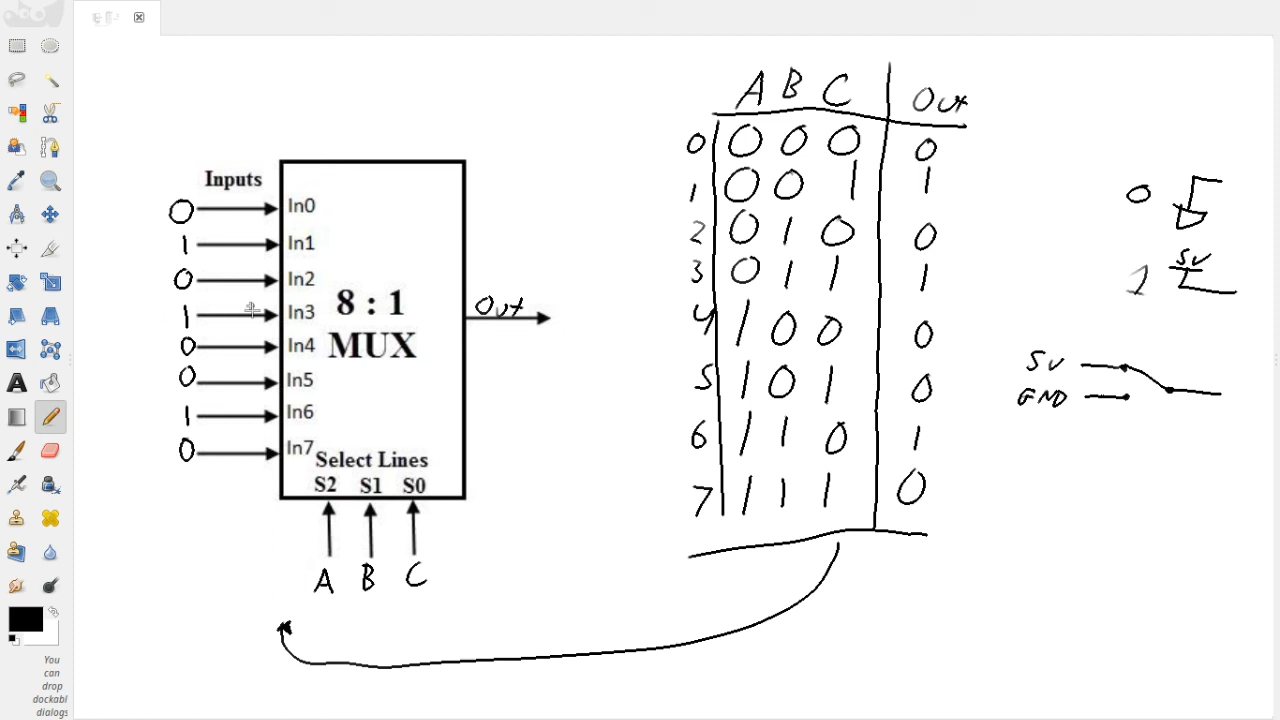 Inputs
0 In0
1 In1
0 In2
1 In3
0 In4
0 In5
1 In6
0 In7
8 : 1
MUX
Out
Select Lines
S2 S1 S0
A B C
A B C Out
0 0 0 0 0
1 0 0 1 1
2 0 1 0 0
3 0 1 1 1
4 1 0 0 0
5 1 0 1 0
6 1 1 0 1
7 1 1 1 0
0
5V
1
5V
GND
You
can
drop
dockabl
dialogs